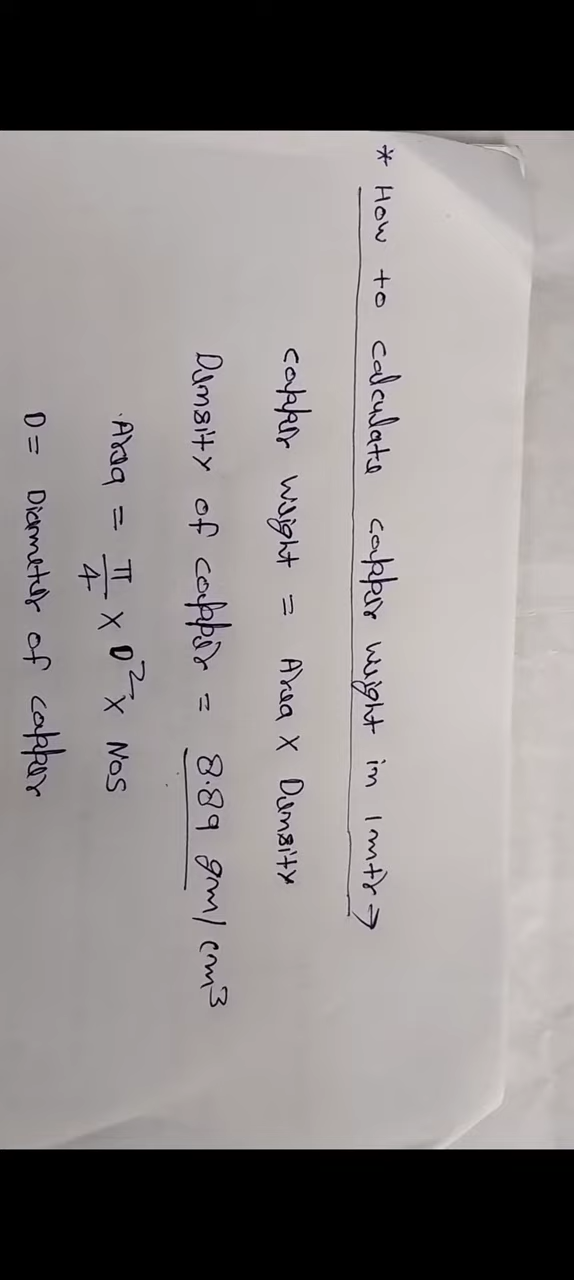 * How to calculate copper weight in 1 mtr →
copper weight = Area x Density
Density of copper = 8.89 gm/cm³
Area = π/4 x D² x Nos
D = Diameter of copper